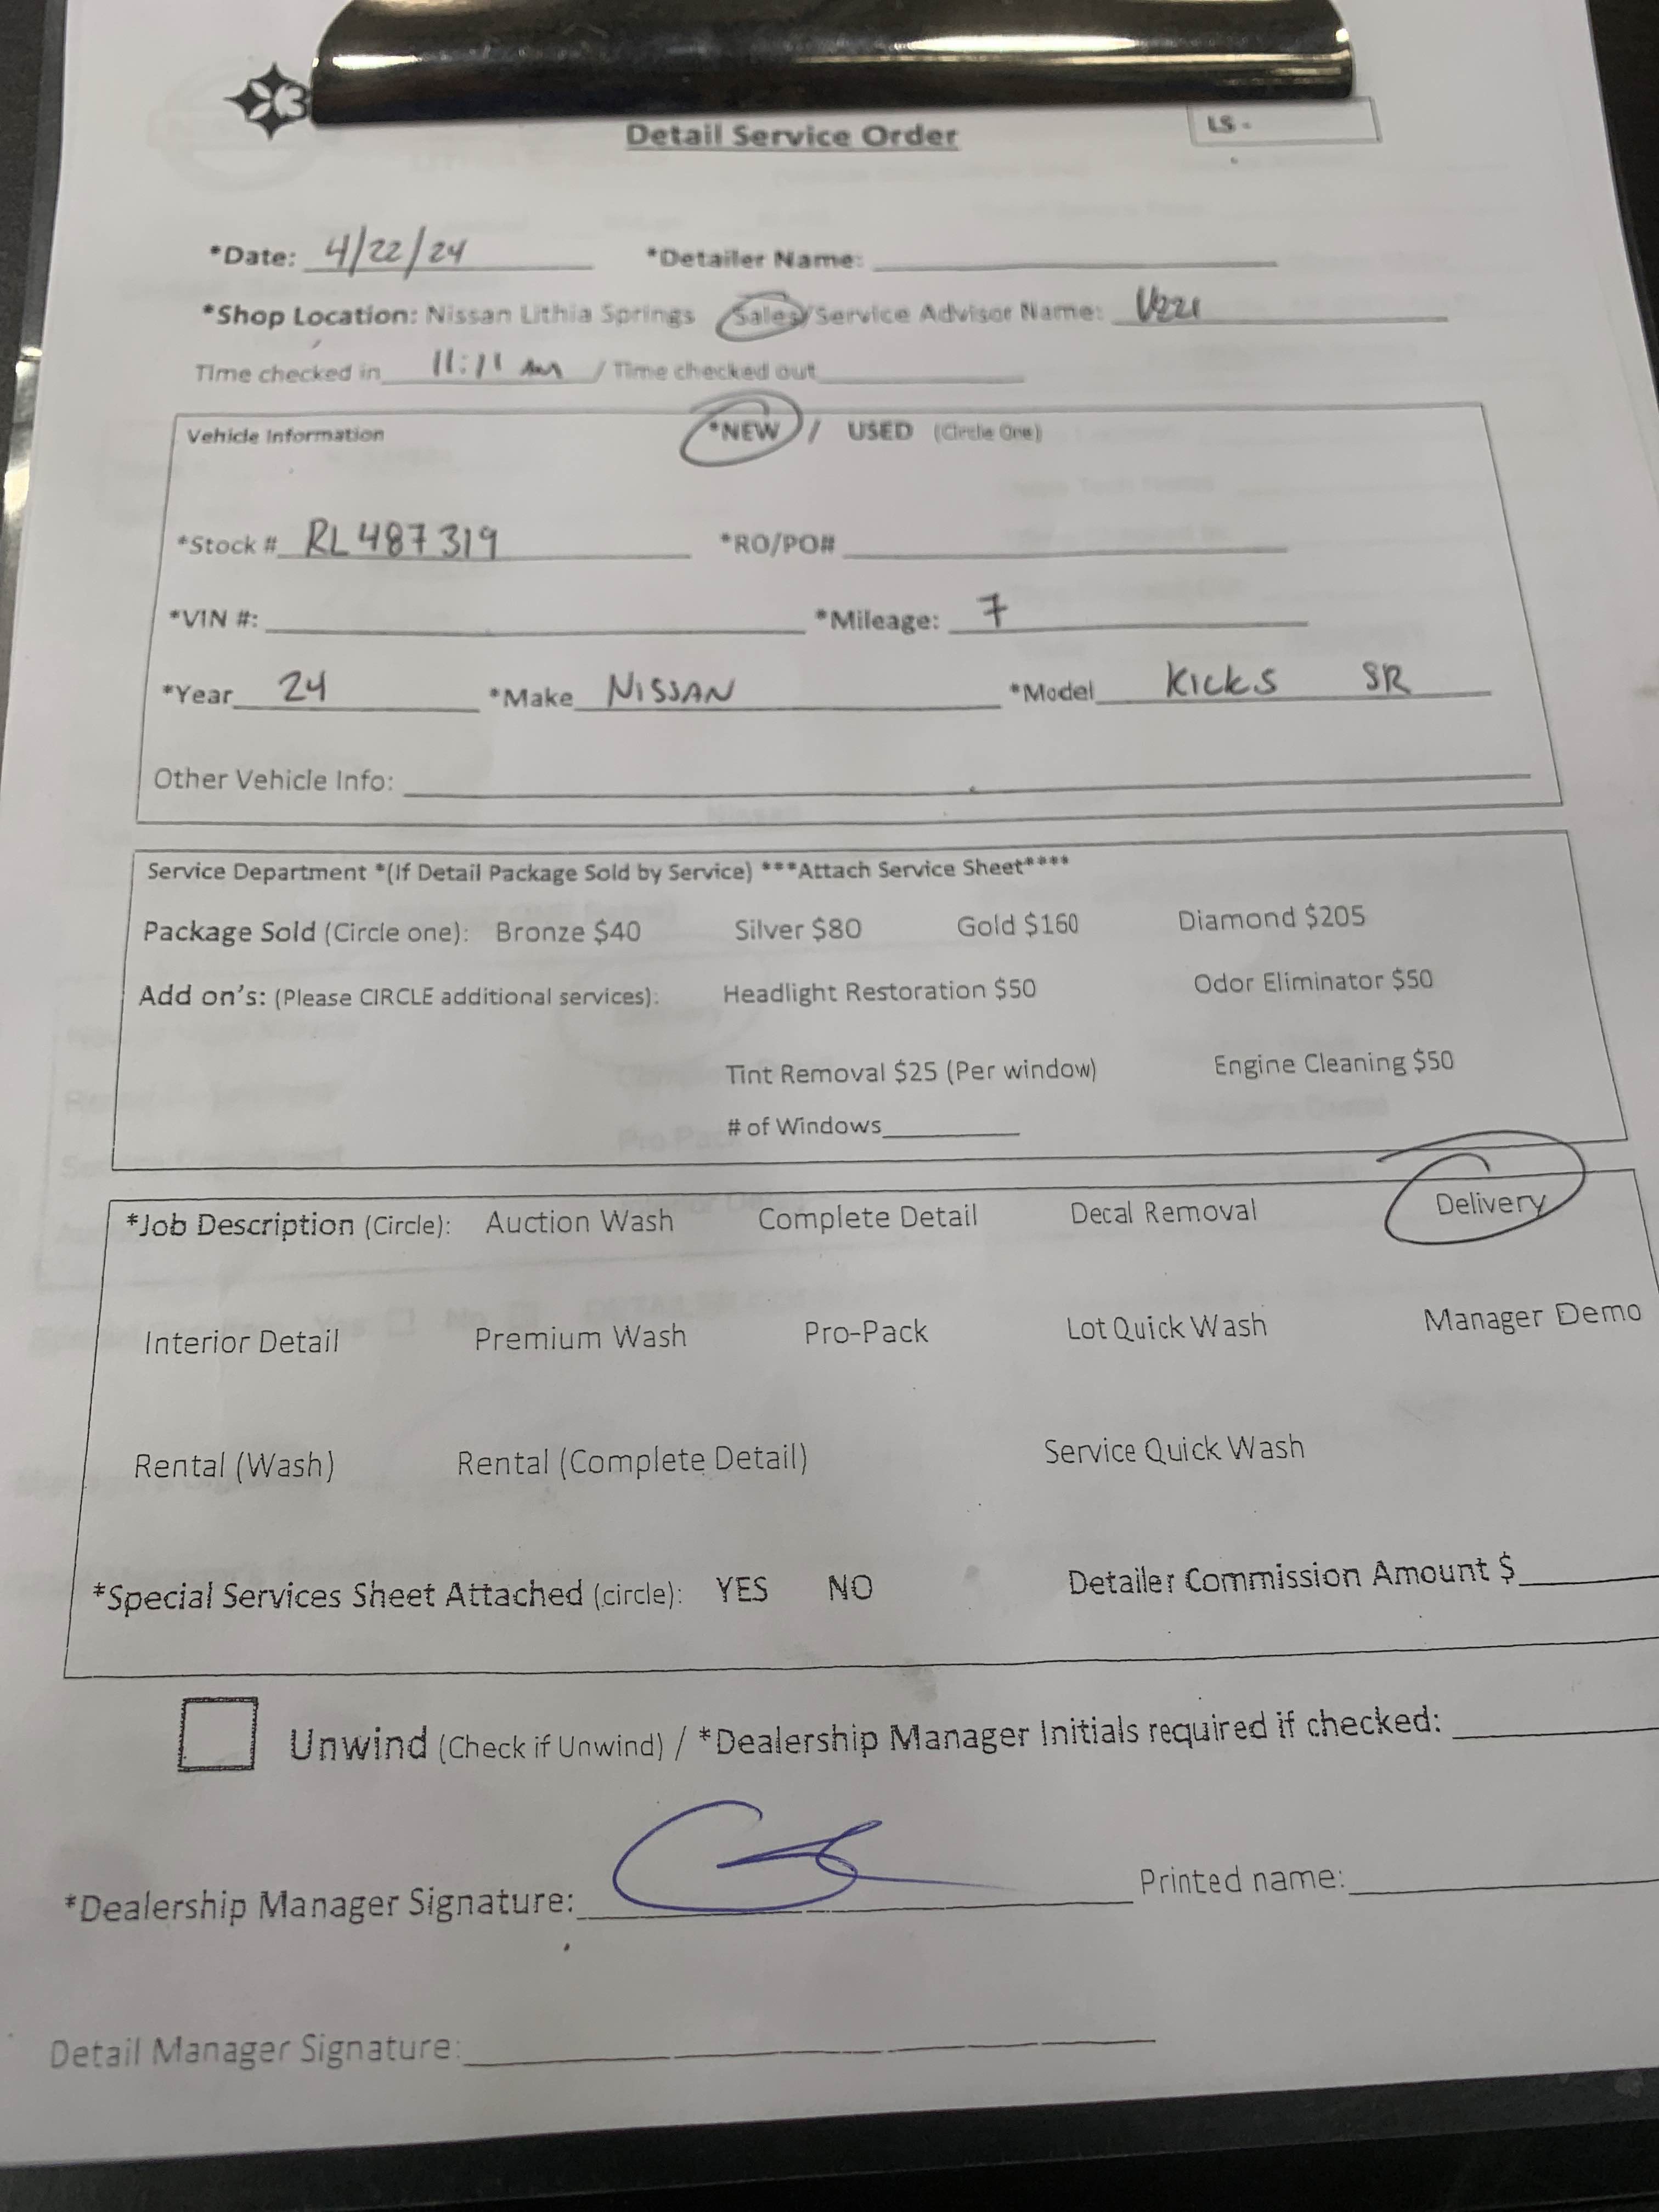 Detail Service Order
LS -
*Date: 4/22/24 *Detailer Name:
*Shop Location: Nissan Lithia Springs Sales/Service Advisor Name:
Time checked in 11:11 AM / Time checked out
Vehicle Information *NEW / USED (Circle One)
*Stock # RL487319 *RO/PO#
*VIN #: *Mileage: 7
*Year 24 *Make NISSAN *Model KICKS SR
Other Vehicle Info:
Service Department *(If Detail Package Sold by Service) ***Attach Service Sheet****
Package Sold (Circle one): Bronze $40 Silver $80 Gold $160 Diamond $205
Add on's: (Please CIRCLE additional services): Headlight Restoration $50 Odor Eliminator $50
Tint Removal $25 (Per window) Engine Cleaning $50
# of Windows
*Job Description (Circle): Auction Wash Complete Detail Decal Removal Delivery
Interior Detail Premium Wash Pro-Pack Lot Quick Wash Manager Demo
Rental (Wash) Rental (Complete Detail) Service Quick Wash
*Special Services Sheet Attached (circle): YES NO Detailer Commission Amount $
Unwind (Check if Unwind) / *Dealership Manager Initials required if checked:
*Dealership Manager Signature: Printed name:
Detail Manager Signature: